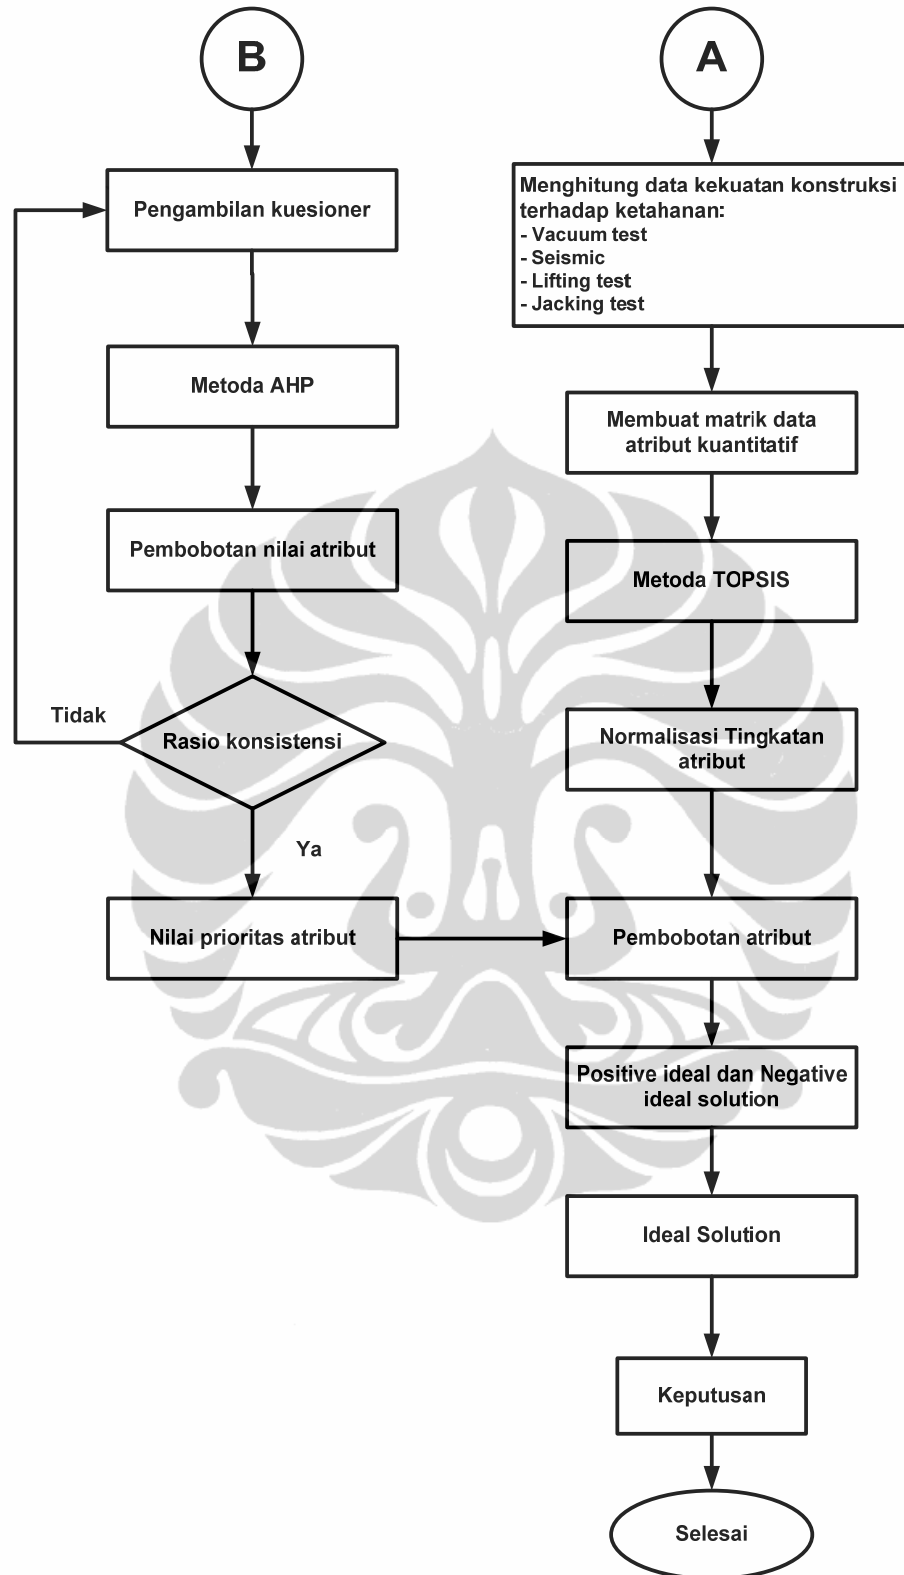 B
Pengambilan kuesioner
Metoda AHP
Pembobotan nilai atribut
Tidak
Rasio konsistensi
Ya
Nilai prioritas atribut
A
Menghitung data kekuatan konstruksi
terhadap ketahanan:
- Vacuum test
- Seismic
- Lifting test
- Jacking test
Membuat matrik data
atribut kuantitatif
Metoda TOPSIS
Normalisasi Tingkatan
atribut
Pembobotan atribut
Positive ideal dan Negative
ideal solution
Ideal Solution
Keputusan
Selesai